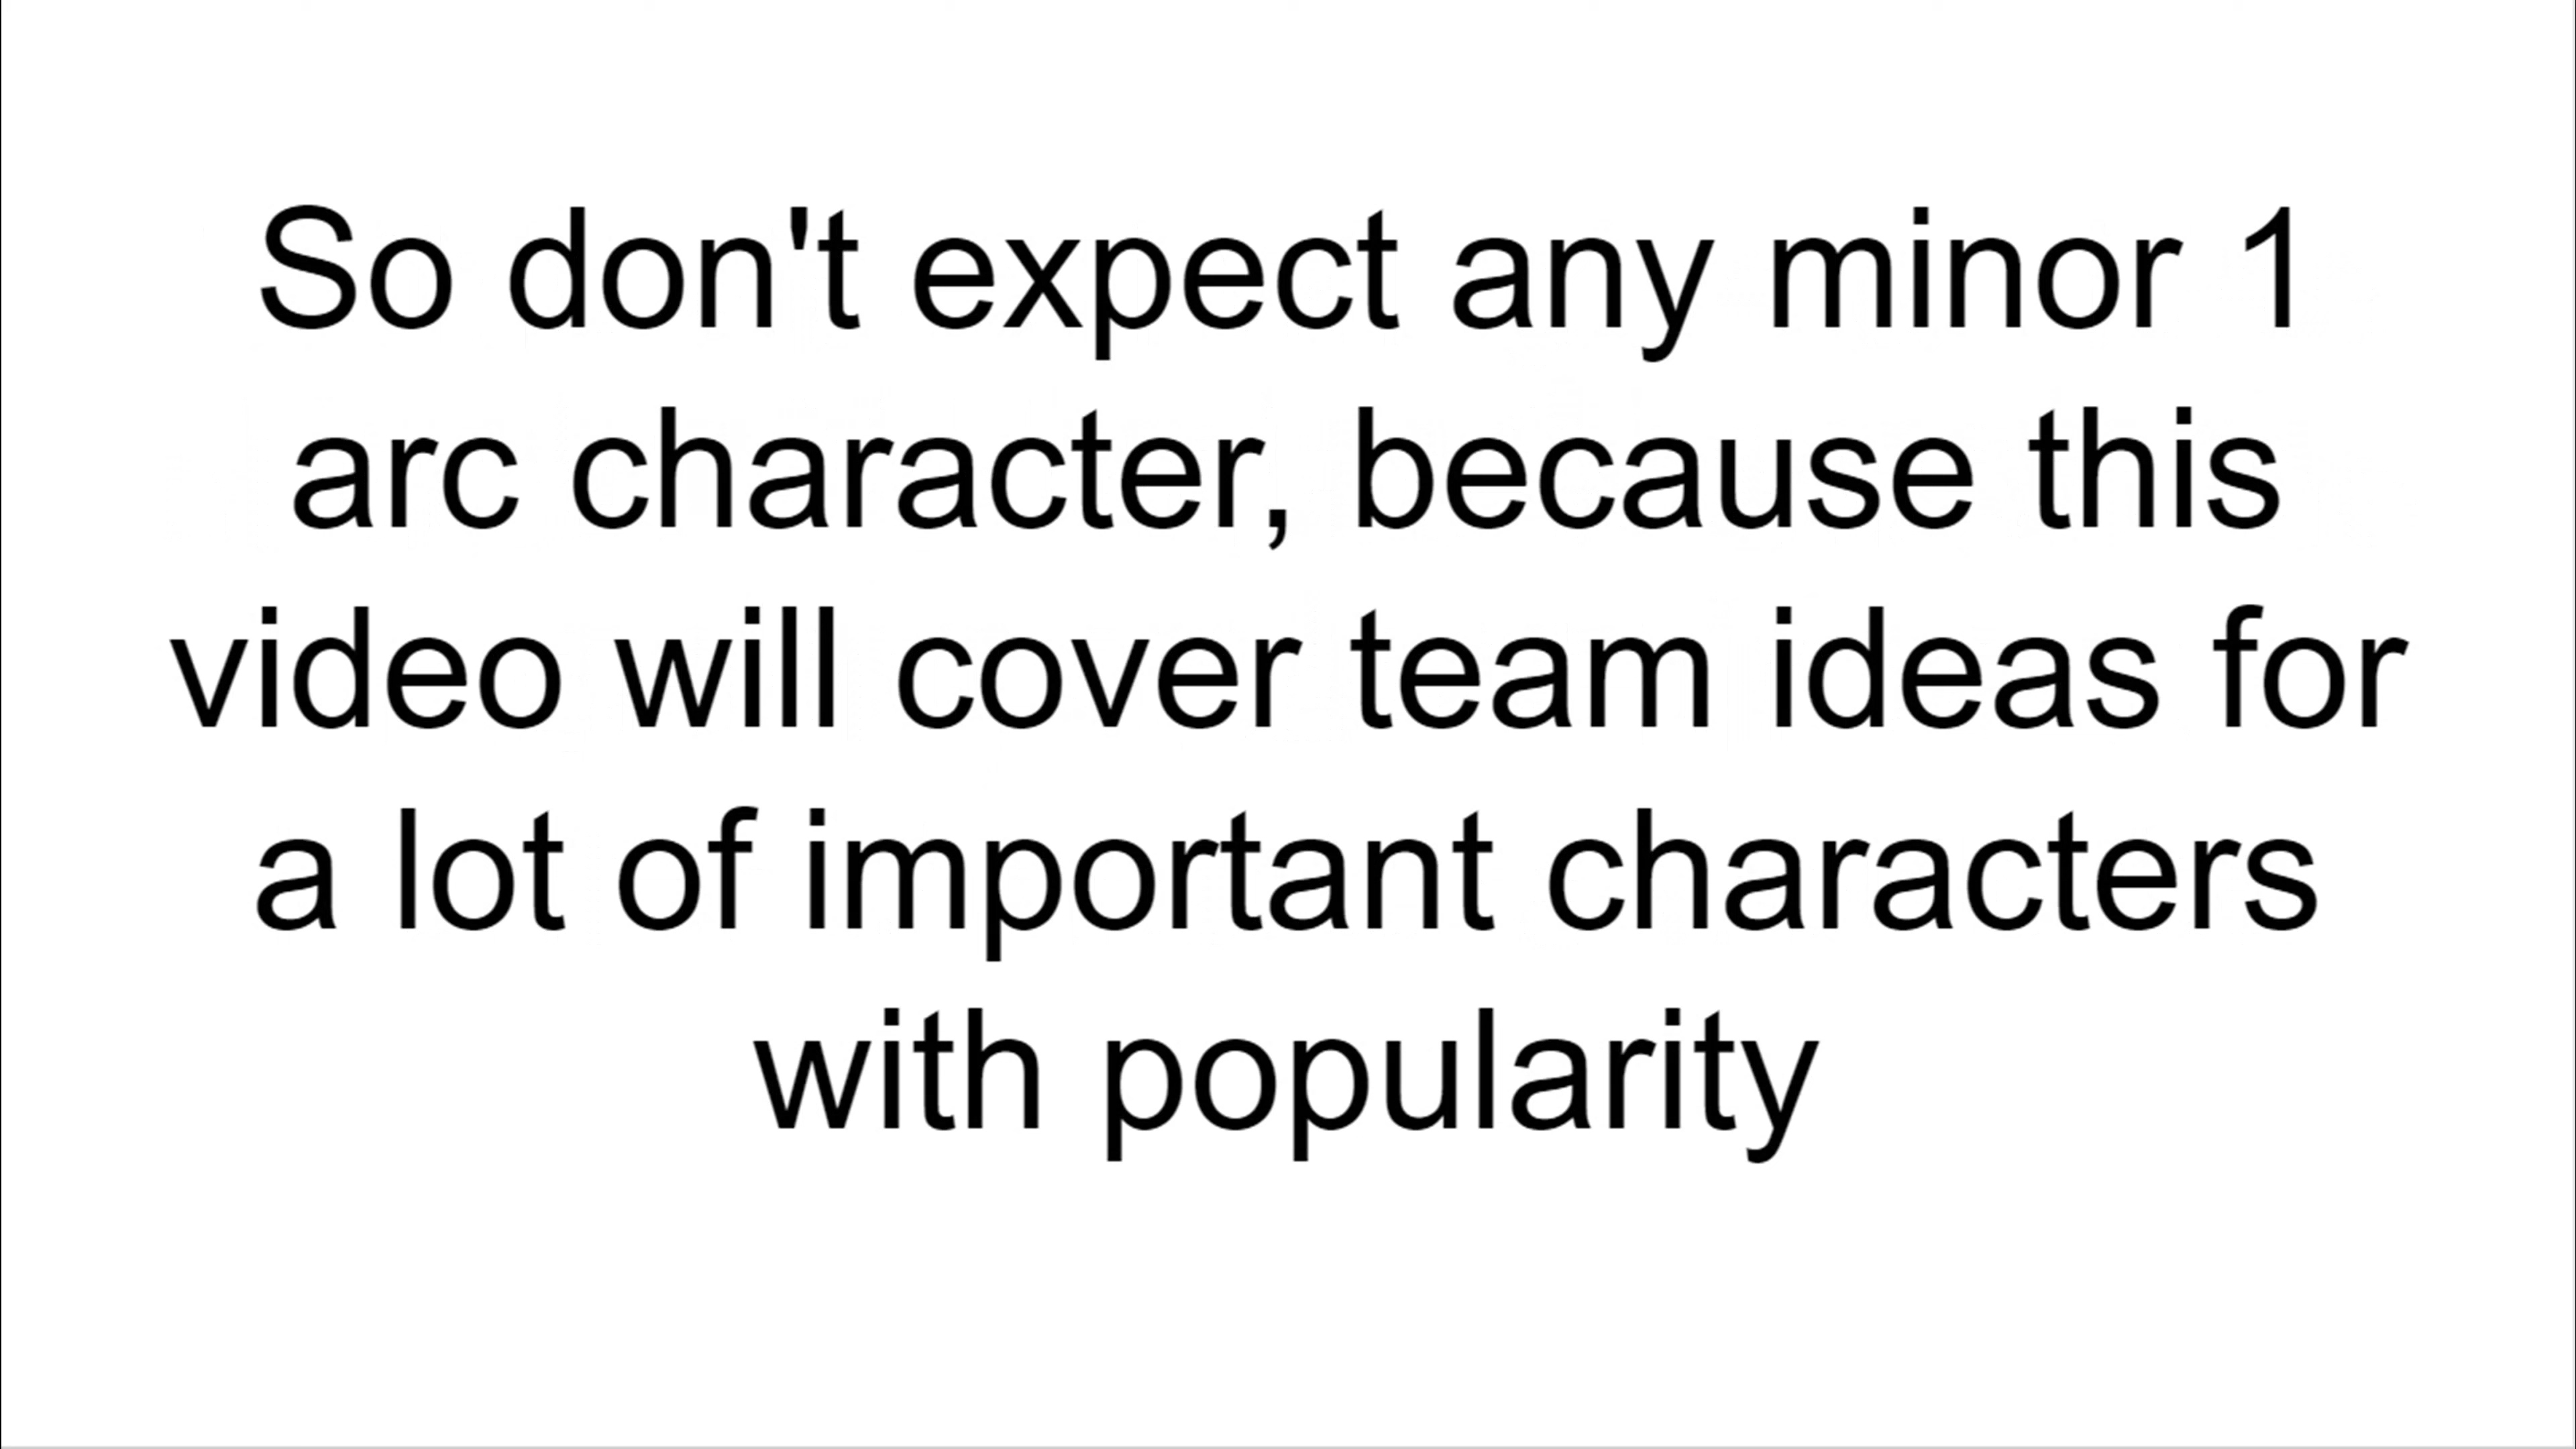 So don't expect any minor 1
arc character, because this
video will cover team ideas for
a lot of important characters
with popularity